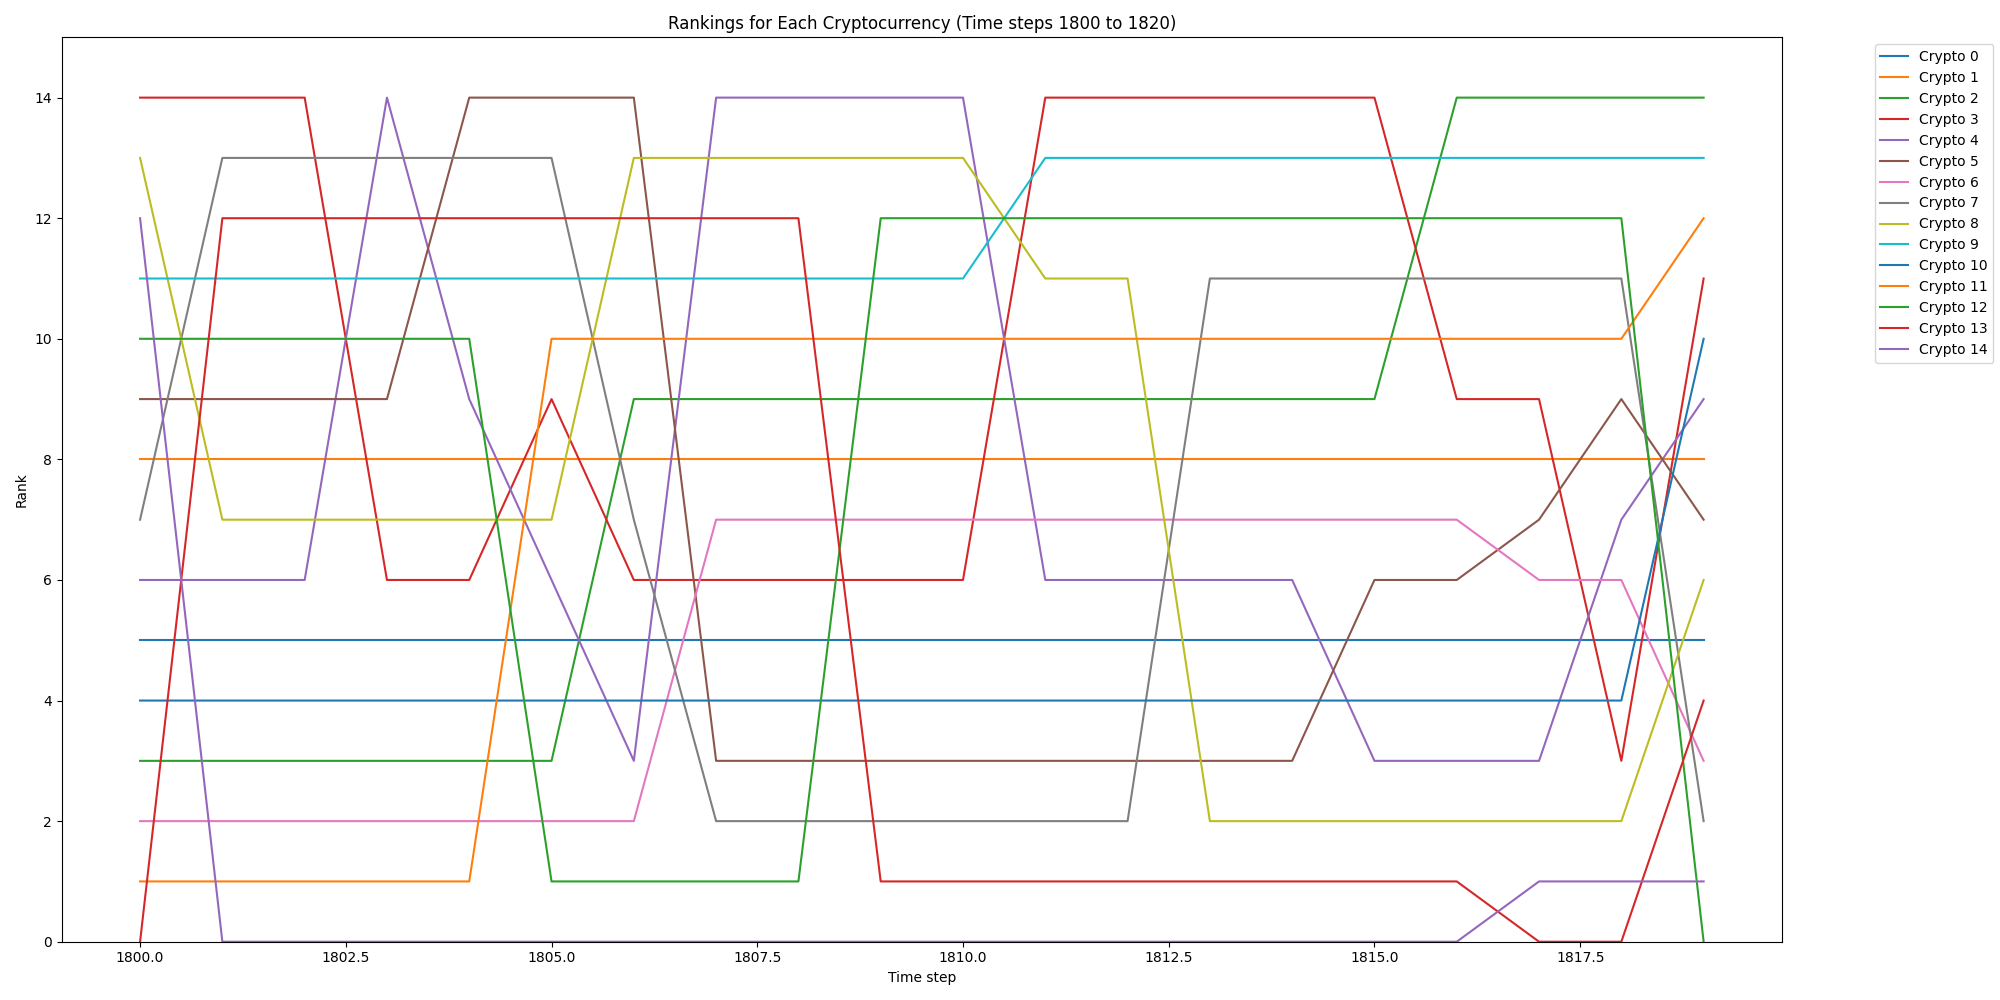 Rankings for Each Cryptocurrency (Time steps 1800 to 1820)
Rank
14
12
10
8
6
4
2
0
1800.0 1802.5 1805.0 1807.5 1810.0 1812.5 1815.0 1817.5
Time step
Crypto 0
Crypto 1
Crypto 2
Crypto 3
Crypto 4
Crypto 5
Crypto 6
Crypto 7
Crypto 8
Crypto 9
Crypto 10
Crypto 11
Crypto 12
Crypto 13
Crypto 14